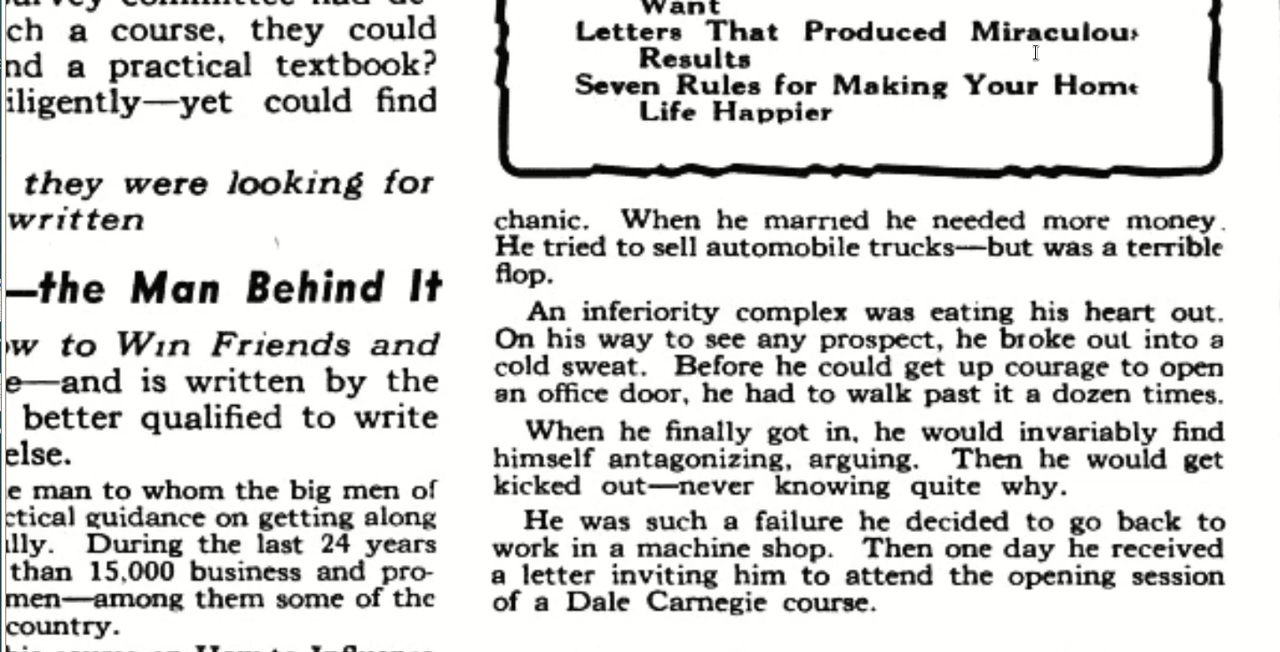 ch a course, they could
nd a practical textbook?
iligently—yet could find
they were looking for
written
—the Man Behind It
ow to Win Friends and
e—and is written by the
better qualified to write
else.
e man to whom the big men of
ctical guidance on getting along
lly. During the last 24 years
than 15,000 business and pro-
men—among them some of the
country.
Want
Letters That Produced Miraculous
Results
Seven Rules for Making Your Home
Life Happier
chanic. When he married he needed more money.
He tried to sell automobile trucks—but was a terrible
flop.
An inferiority complex was eating his heart out.
On his way to see any prospect, he broke out into a
cold sweat. Before he could get up courage to open
an office door, he had to walk past it a dozen times.
When he finally got in, he would invariably find
himself antagonizing, arguing. Then he would get
kicked out—never knowing quite why.
He was such a failure he decided to go back to
work in a machine shop. Then one day he received
a letter inviting him to attend the opening session
of a Dale Carnegie course.